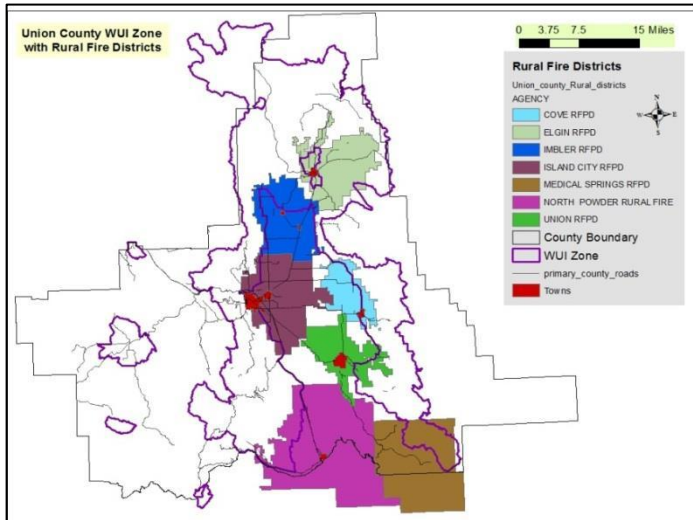 Union County WUI Zone
with Rural Fire Districts
0 3.75 7.5 15 Miles
Rural Fire Districts
Union_county_Rural_districts
AGENCY
N
W E
S
COVE RFPD
ELGIN RFPD
IMBLER RFPD
ISLAND CITY RFPD
MEDICAL SPRINGS RFPD
NORTH POWDER RURAL FIRE
UNION RFPD
County Boundary
WUI Zone
primary_county_roads
Towns